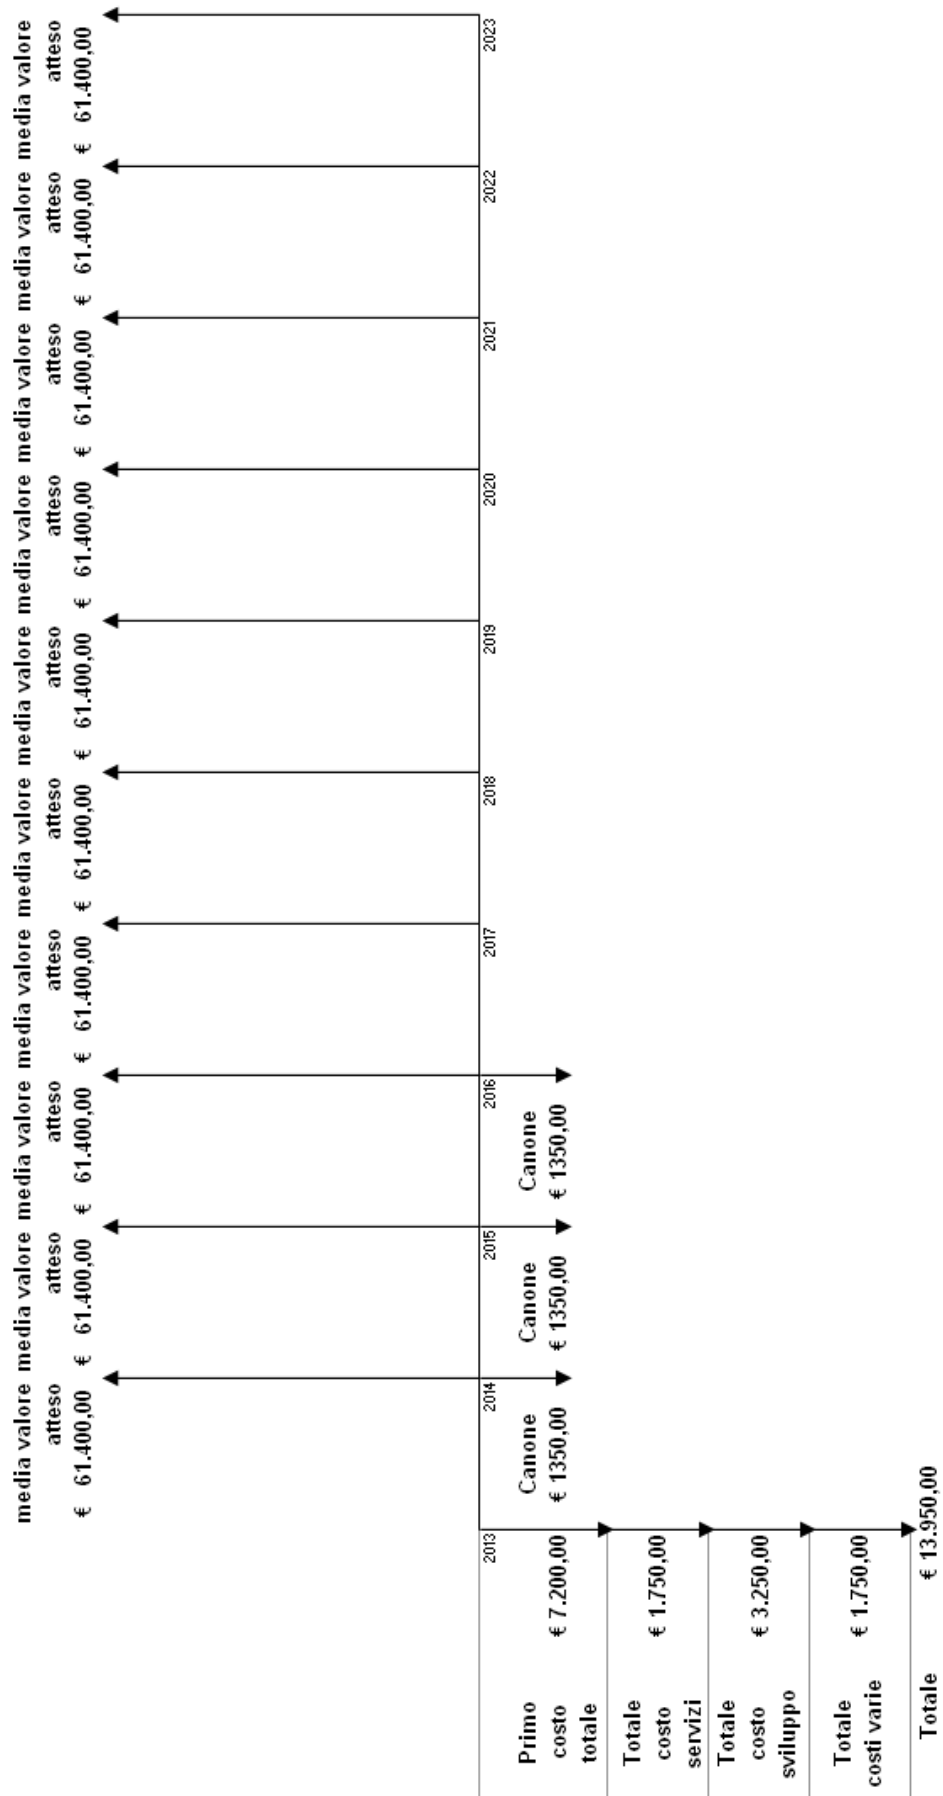 media valore media valore media valore media valore media valore media valore media valore media valore media valore media valore
atteso atteso atteso atteso atteso atteso atteso atteso atteso atteso
€ 61.400,00 € 61.400,00 € 61.400,00 € 61.400,00 € 61.400,00 € 61.400,00 € 61.400,00 € 61.400,00 € 61.400,00 € 61.400,00
2013 2014 2015 2016 2017 2018 2019 2020 2021 2022 2023
Primo Canone Canone Canone
costo € 7.200,00 € 1350,00 € 1350,00 € 1350,00
totale
Totale
costo € 1.750,00
servizi
Totale
costo € 3.250,00
sviluppo
Totale € 1.750,00
costi varie
Totale € 13.950,00